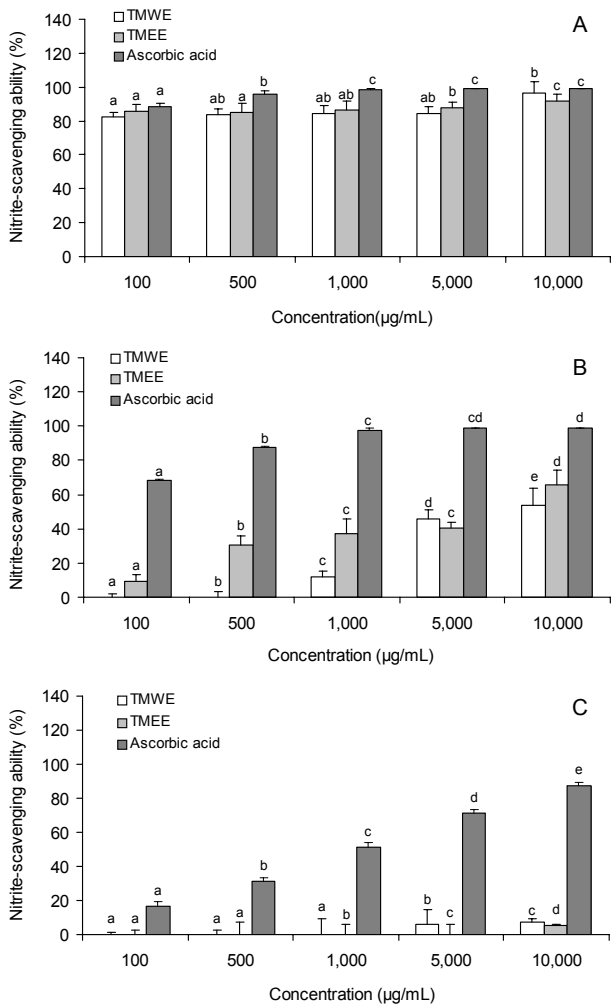 TMWE
TMEE
Ascorbic acid
A
Nitrite-scavenging ability (%)
140
120
100
80
60
40
20
0
a a a ab a b ab ab c ab b c b c c
100 500 1,000 5,000 10,000
Concentration(µg/mL)
TMWE
TMEE
Ascorbic acid
B
Nitrite-scavenging ability (%)
140
120
100
80
60
40
20
0
a a a b b b c c c d c cd e d d
100 500 1,000 5,000 10,000
Concentration (µg/mL)
TMWE
TMEE
Ascorbic acid
C
Nitrite-scavenging ability (%)
140
120
100
80
60
40
20
0
a a a a a b a b c b c d c d e
100 500 1,000 5,000 10,000
Concentration (µg/mL)